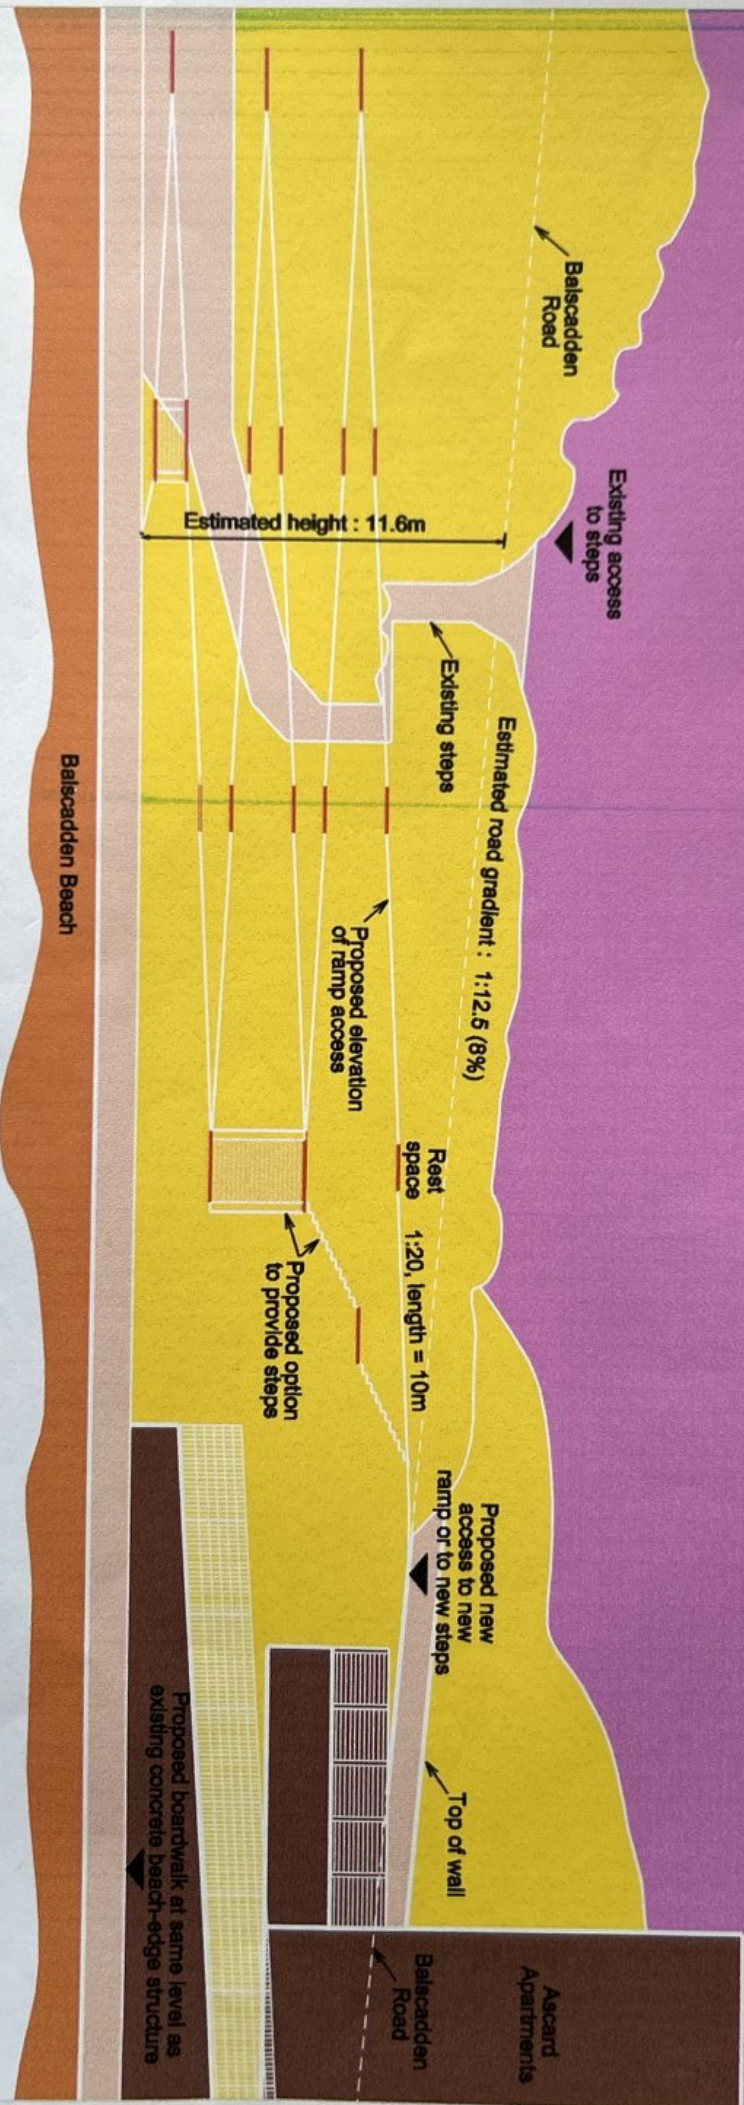 Balscadden
Road
Existing access
to steps
Estimated height : 11.6m
Existing steps
Estimated road gradient : 1:12.5 (8%)
Proposed elevation
of ramp access
Rest
space
1:20, length = 10m
Proposed option
to provide steps
Proposed new
access to new
ramp or to new steps
Top of wall
Ascard
Apartments
Balscadden
Road
Proposed boardwalk at same level as
existing concrete beach-edge structure
Balscadden Beach